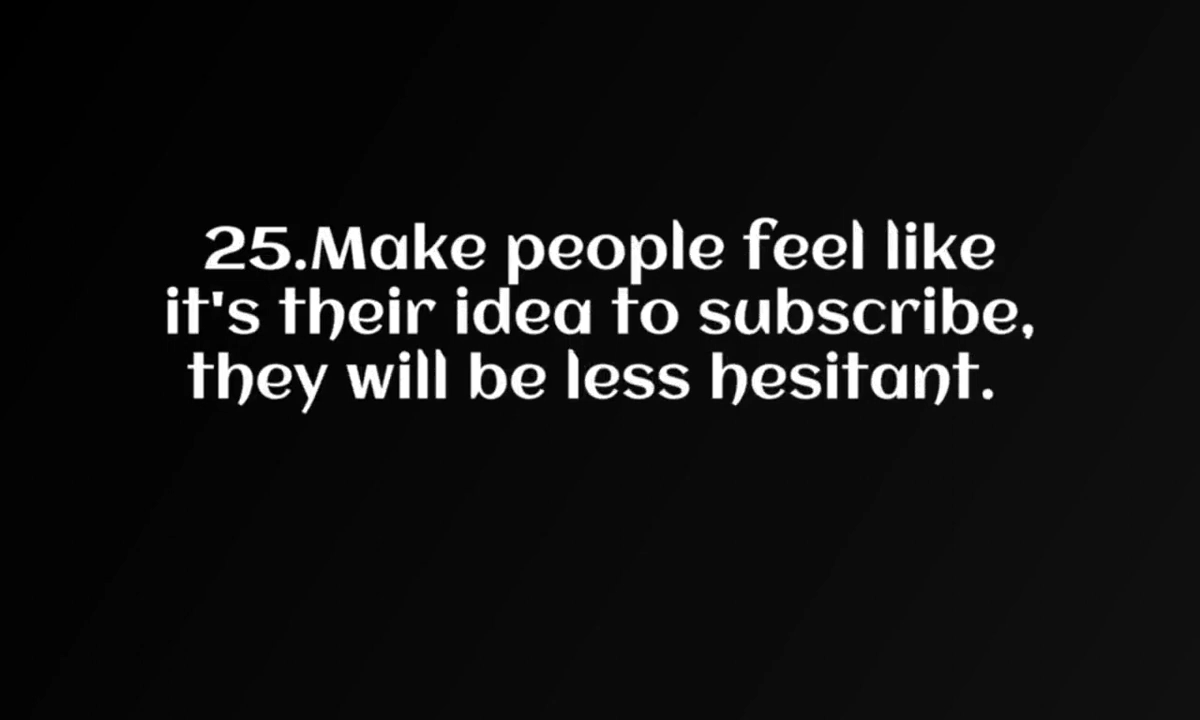 25.Make people feel like
it's their idea to subscribe,
they will be less hesitant.